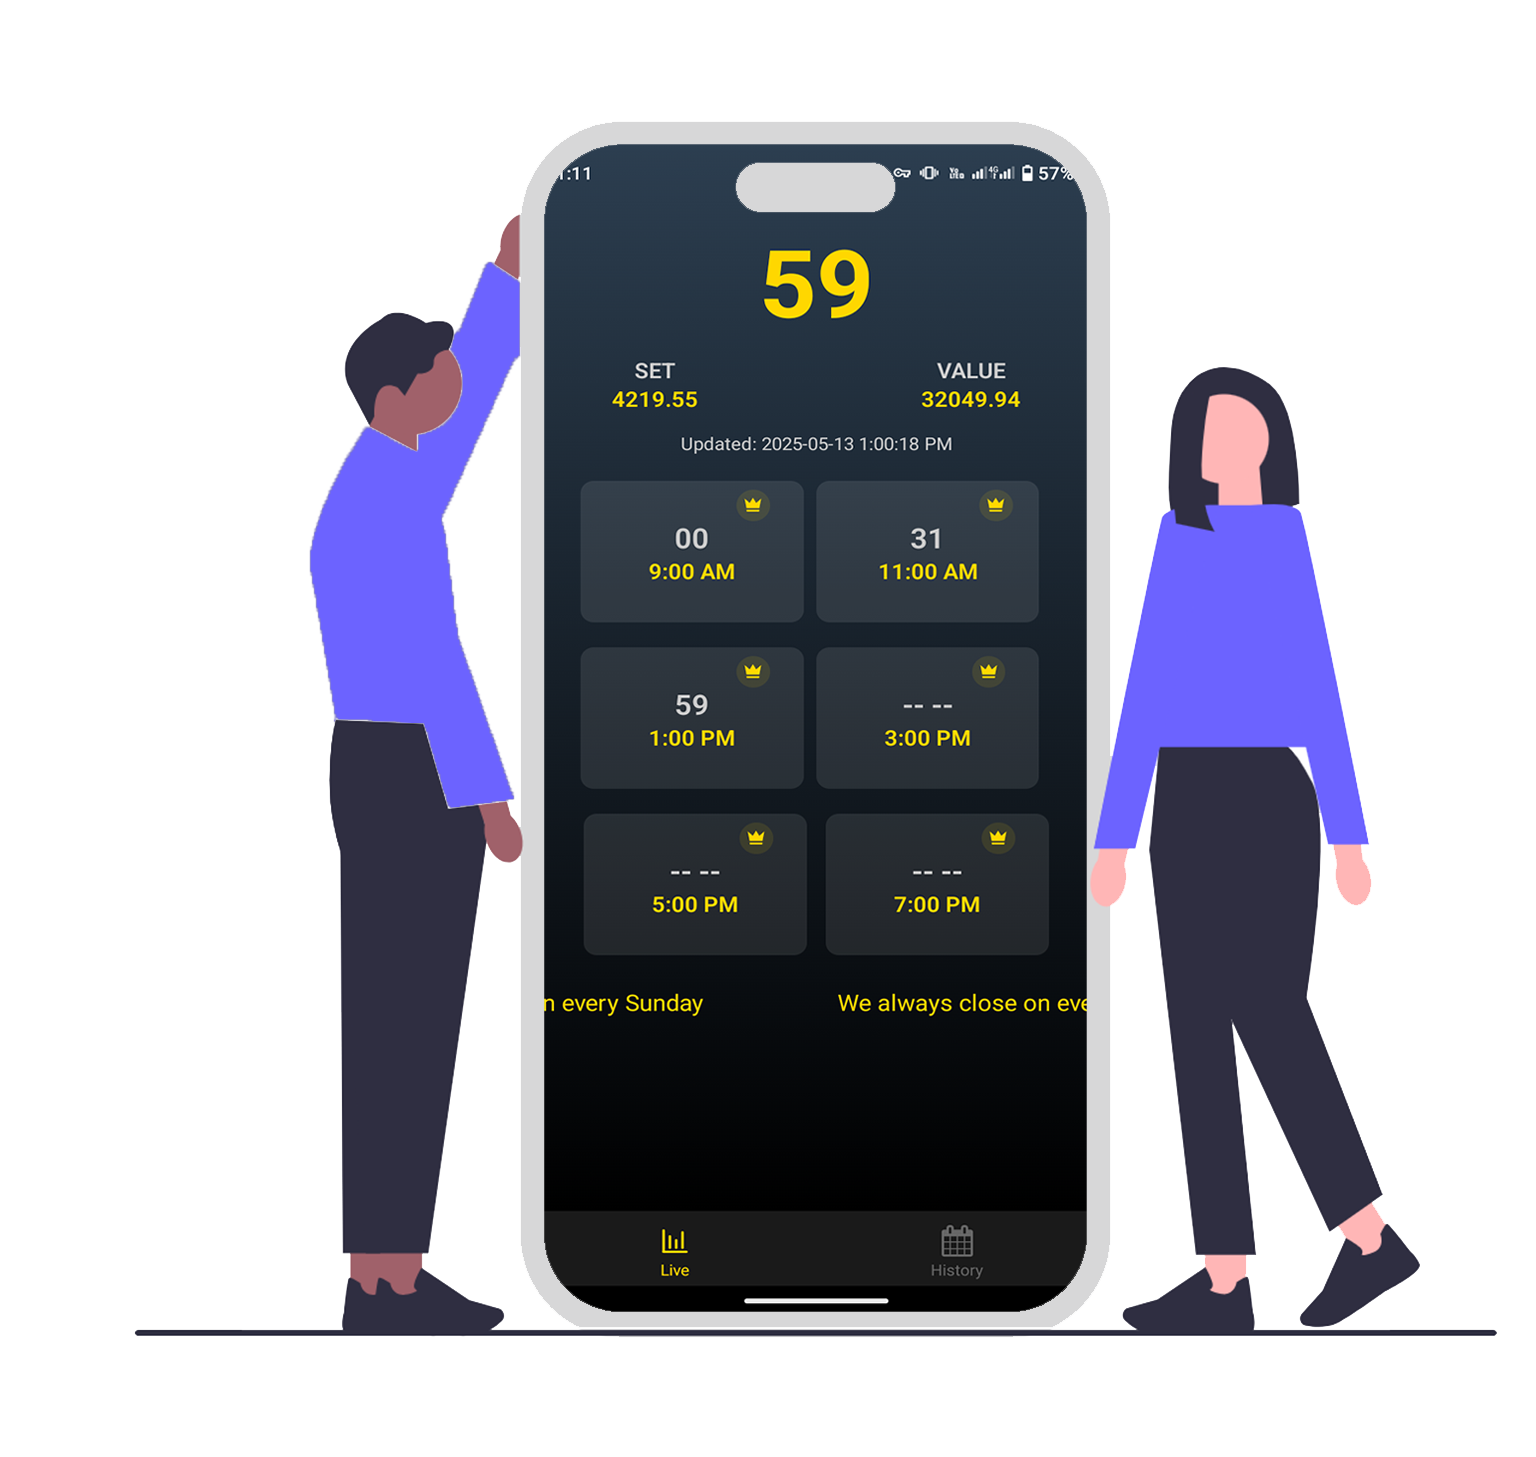 :11 57%
59
SET VALUE
4219.55 32049.94
Updated: 2025-05-13 1:00:18 PM
00 31
9:00 AM 11:00 AM
59 -- --
1:00 PM 3:00 PM
-- -- -- --
5:00 PM 7:00 PM
n every Sunday We always close on eve
Live History